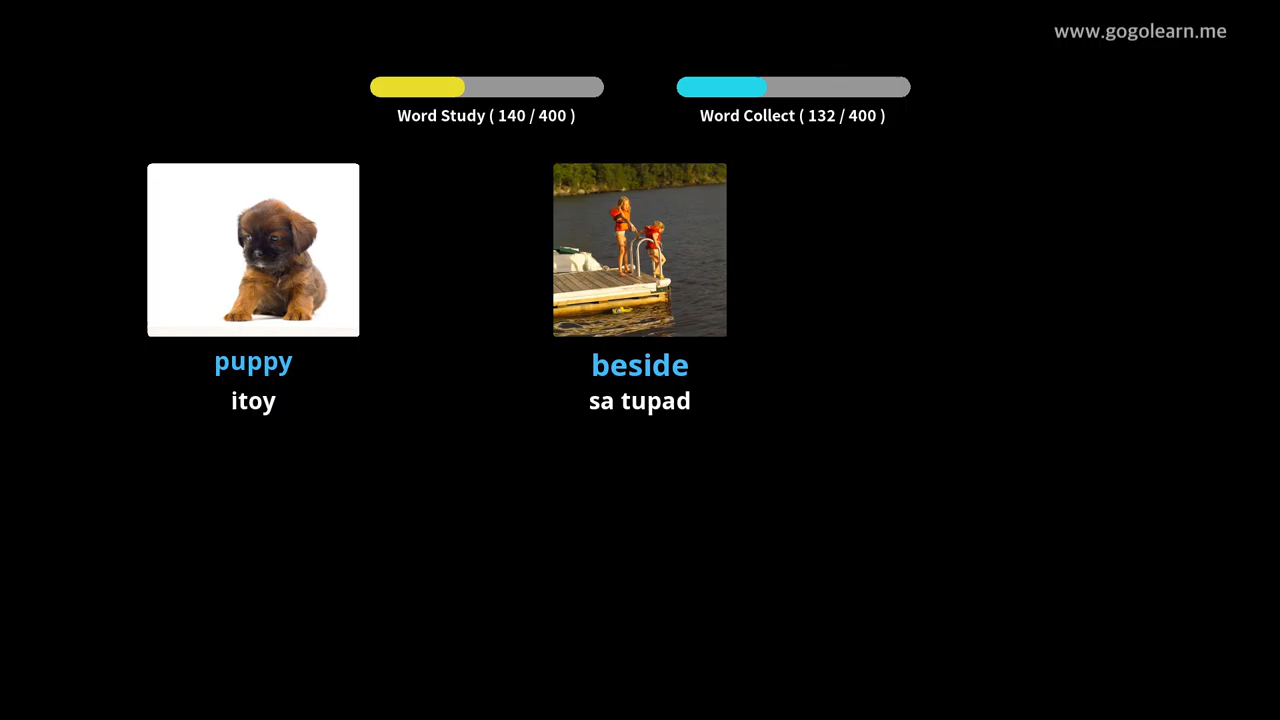 www.gogolearn.me
Word Study ( 140 / 400 )
Word Collect ( 132 / 400 )
puppy
itoy
beside
sa tupad